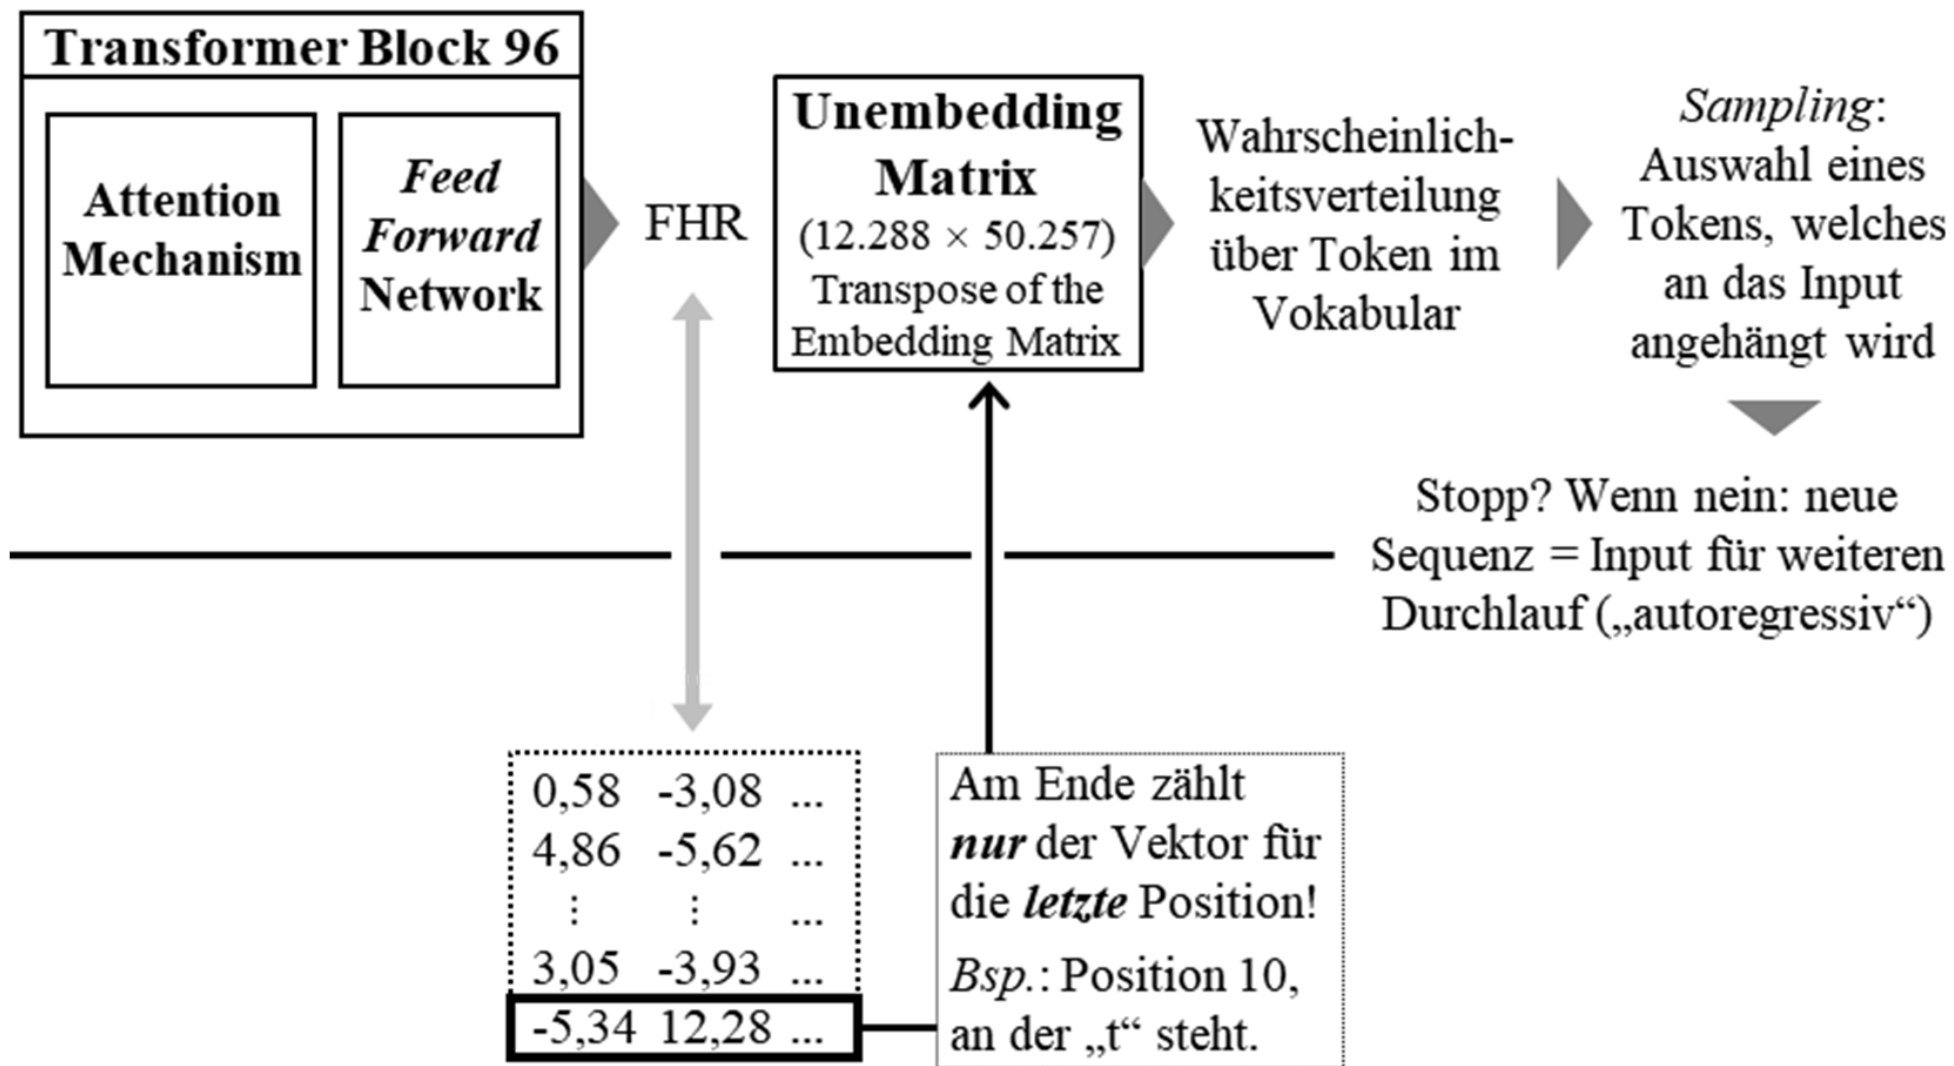 Transformer Block 96
Attention
Mechanism
Feed
Forward
Network
FHR
Unembedding
Matrix
(12.288 × 50.257)
Transpose of the
Embedding Matrix
Wahrscheinlich-
keitsverteilung
über Token im
Vokabular
Sampling:
Auswahl eines
Tokens, welches
an das Input
angehängt wird
Stopp? Wenn nein: neue
Sequenz = Input für weiteren
Durchlauf („autoregressiv“)
0,58 -3,08 ...
4,86 -5,62 ...
⋮ ⋮ ...
3,05 -3,93 ...
-5,34 12,28 ...
Am Ende zählt
nur der Vektor für
die letzte Position!
Bsp.: Position 10,
an der „t“ steht.